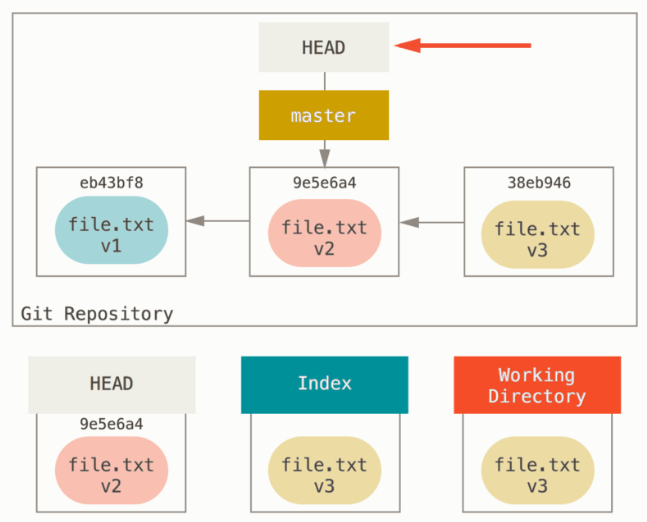 HEAD
master
eb43bf8
file.txt
v1
9e5e6a4
file.txt
v2
38eb946
file.txt
v3
Git Repository
HEAD
9e5e6a4
file.txt
v2
Index
file.txt
v3
Working
Directory
file.txt
v3